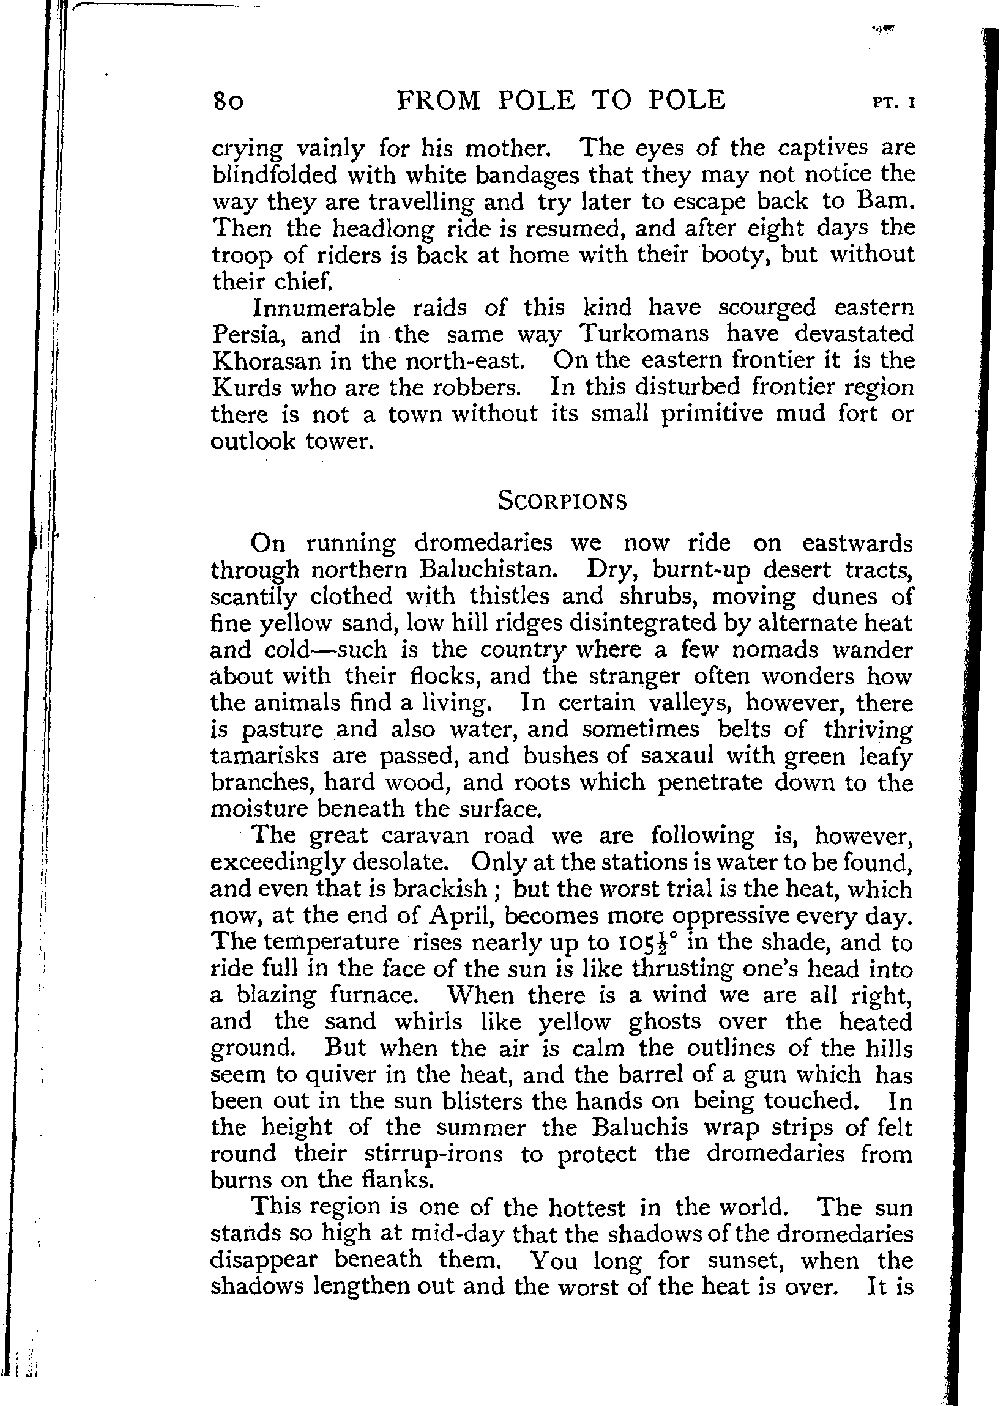 80 FROM POLE TO POLE PT. I
crying vainly for his mother. The eyes of the captives are
blindfolded with white bandages that they may not notice the
way they are travelling and try later to escape back to Bam.
Then the headlong ride is resumed, and after eight days the
troop of riders is back at home with their booty, but without
their chief.
Innumerable raids of this kind have scourged eastern
Persia, and in the same way Turkomans have devastated
Khorasan in the north-east. On the eastern frontier it is the
Kurds who are the robbers. In this disturbed frontier region
there is not a town without its small primitive mud fort or
outlook tower.
SCORPIONS
On running dromedaries we now ride on eastwards
through northern Baluchistan. Dry, burnt-up desert tracts,
scantily clothed with thistles and shrubs, moving dunes of
fine yellow sand, low hill ridges disintegrated by alternate heat
and cold—such is the country where a few nomads wander
about with their flocks, and the stranger often wonders how
the animals find a living. In certain valleys, however, there
is pasture and also water, and sometimes belts of thriving
tamarisks are passed, and bushes of saxaul with green leafy
branches, hard wood, and roots which penetrate down to the
moisture beneath the surface.
The great caravan road we are following is, however,
exceedingly desolate. Only at the stations is water to be found,
and even that is brackish ; but the worst trial is the heat, which
now, at the end of April, becomes more oppressive every day.
The temperature rises nearly up to 105½° in the shade, and to
ride full in the face of the sun is like thrusting one's head into
a blazing furnace. When there is a wind we are all right,
and the sand whirls like yellow ghosts over the heated
ground. But when the air is calm the outlines of the hills
seem to quiver in the heat, and the barrel of a gun which has
been out in the sun blisters the hands on being touched. In
the height of the summer the Baluchis wrap strips of felt
round their stirrup-irons to protect the dromedaries from
burns on the flanks.
This region is one of the hottest in the world. The sun
stands so high at mid-day that the shadows of the dromedaries
disappear beneath them. You long for sunset, when the
shadows lengthen out and the worst of the heat is over. It is